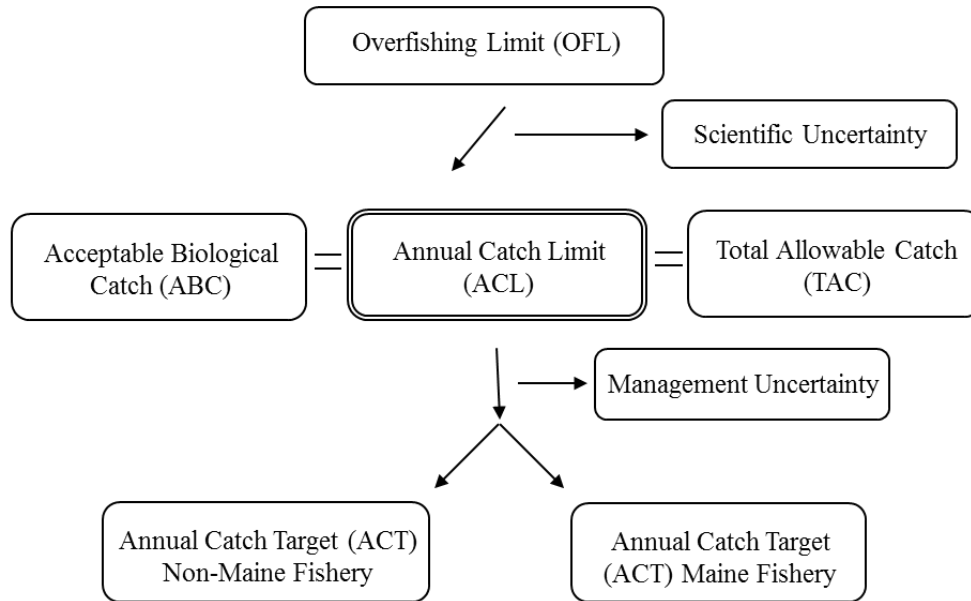 Overfishing Limit (OFL)
Scientific Uncertainty
Acceptable Biological
Catch (ABC)
=
Annual Catch Limit
(ACL)
=
Total Allowable Catch
(TAC)
Management Uncertainty
Annual Catch Target (ACT)
Non-Maine Fishery
Annual Catch Target
(ACT) Maine Fishery